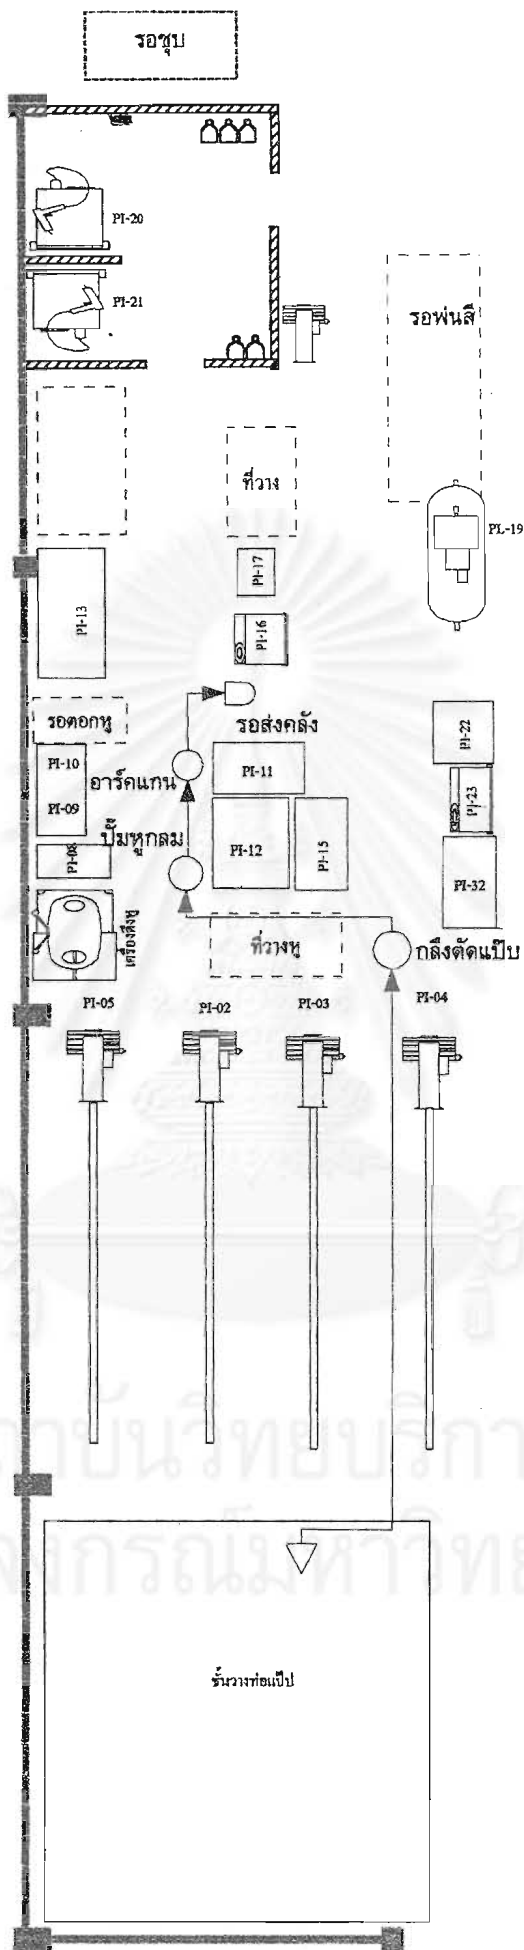 รอชุบ
PI-20
PI-21
รอพ่นสี
ที่วาง
PL-19
PI-17
PI-13
PI-16
รอตอกหู
รอส่งคลัง
PI-22
PI-10
อาร์คแกน
PI-11
PI-23
PI-09
ปั๊มหูกลม
PI-08
PI-12
PI-15
PI-32
เครื่องดึงหู
ที่วางหู
กลึงตัดแป๊บ
PI-05
PI-02
PI-03
PI-04
ชั้นวางท่อแป๊ป